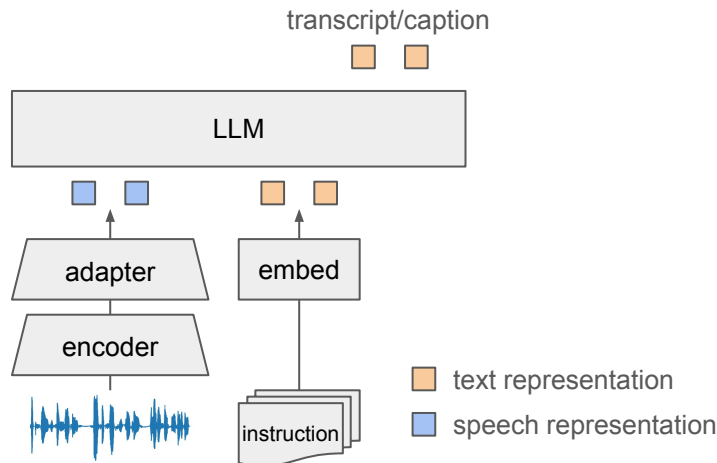 transcript/caption
LLM
adapter
embed
encoder
instruction
text representation
speech representation